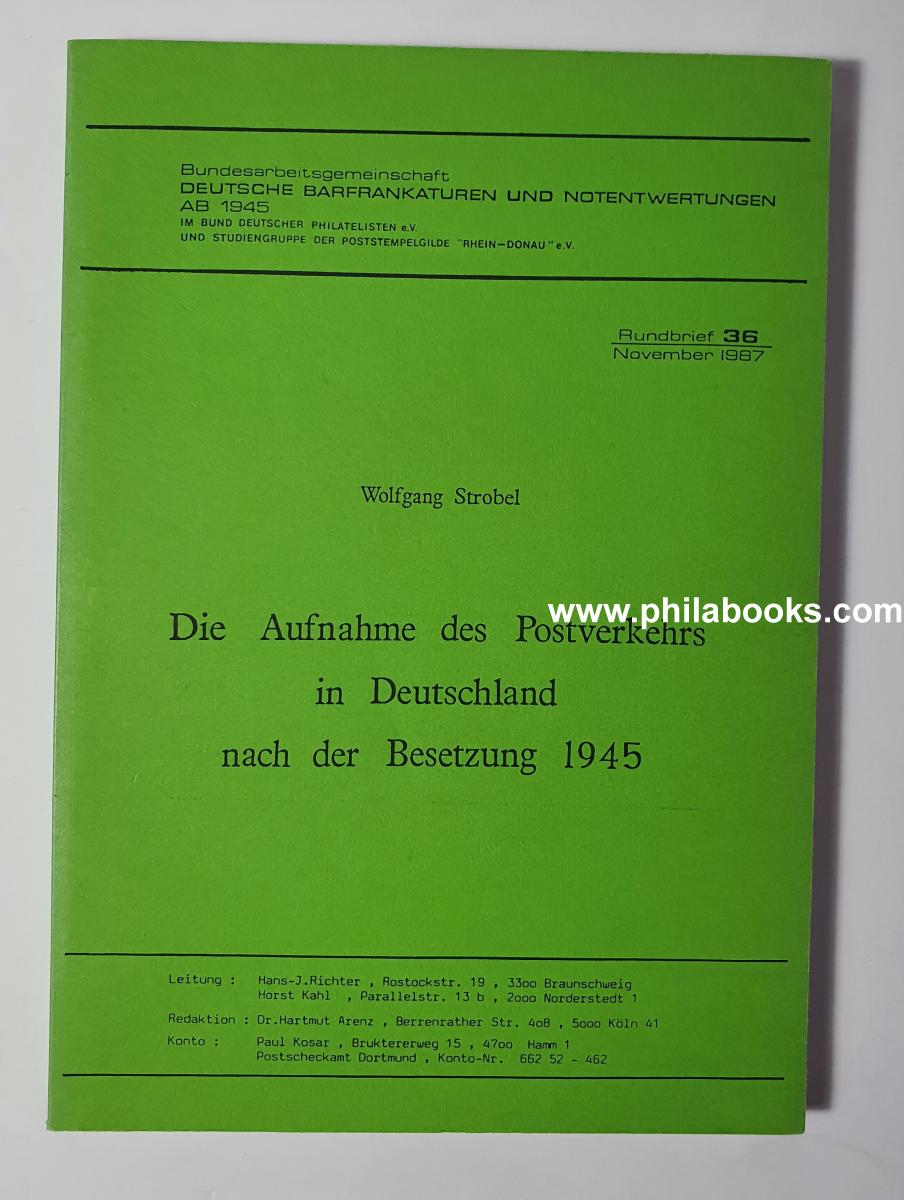 Bundesarbeitsgemeinschaft
DEUTSCHE BARFRANKATUREN UND NOTENTWERTUNGEN
AB 1945
IM BUND DEUTSCHER PHILATELISTEN e.V.
UND STUDIENGRUPPE DER POSTSTEMPELGILDE "RHEIN-DONAU" e.V.
Rundbrief 36
November 1987
Wolfgang Strobel
www.philabooks.com
Die Aufnahme des Postverkehrs
in Deutschland
nach der Besetzung 1945
Leitung : Hans-J.Richter , Rostockstr. 19 , 33oo Braunschweig
Horst Kahl , Parallelstr. 13 b , 2ooo Norderstedt 1
Redaktion : Dr.Hartmut Arenz , Berrenrather Str. 4o8 , 5ooo Köln 41
Konto : Paul Kosar , Bruktererweg 15 , 47oo Hamm 1
Postscheckamt Dortmund , Konto-Nr. 662 52 - 462